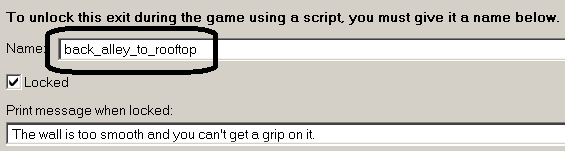 To unlock this exit during the game using a script, you must give it a name below.
Name: back_alley_to_rooftop
Locked
Print message when locked:
The wall is too smooth and you can't get a grip on it.